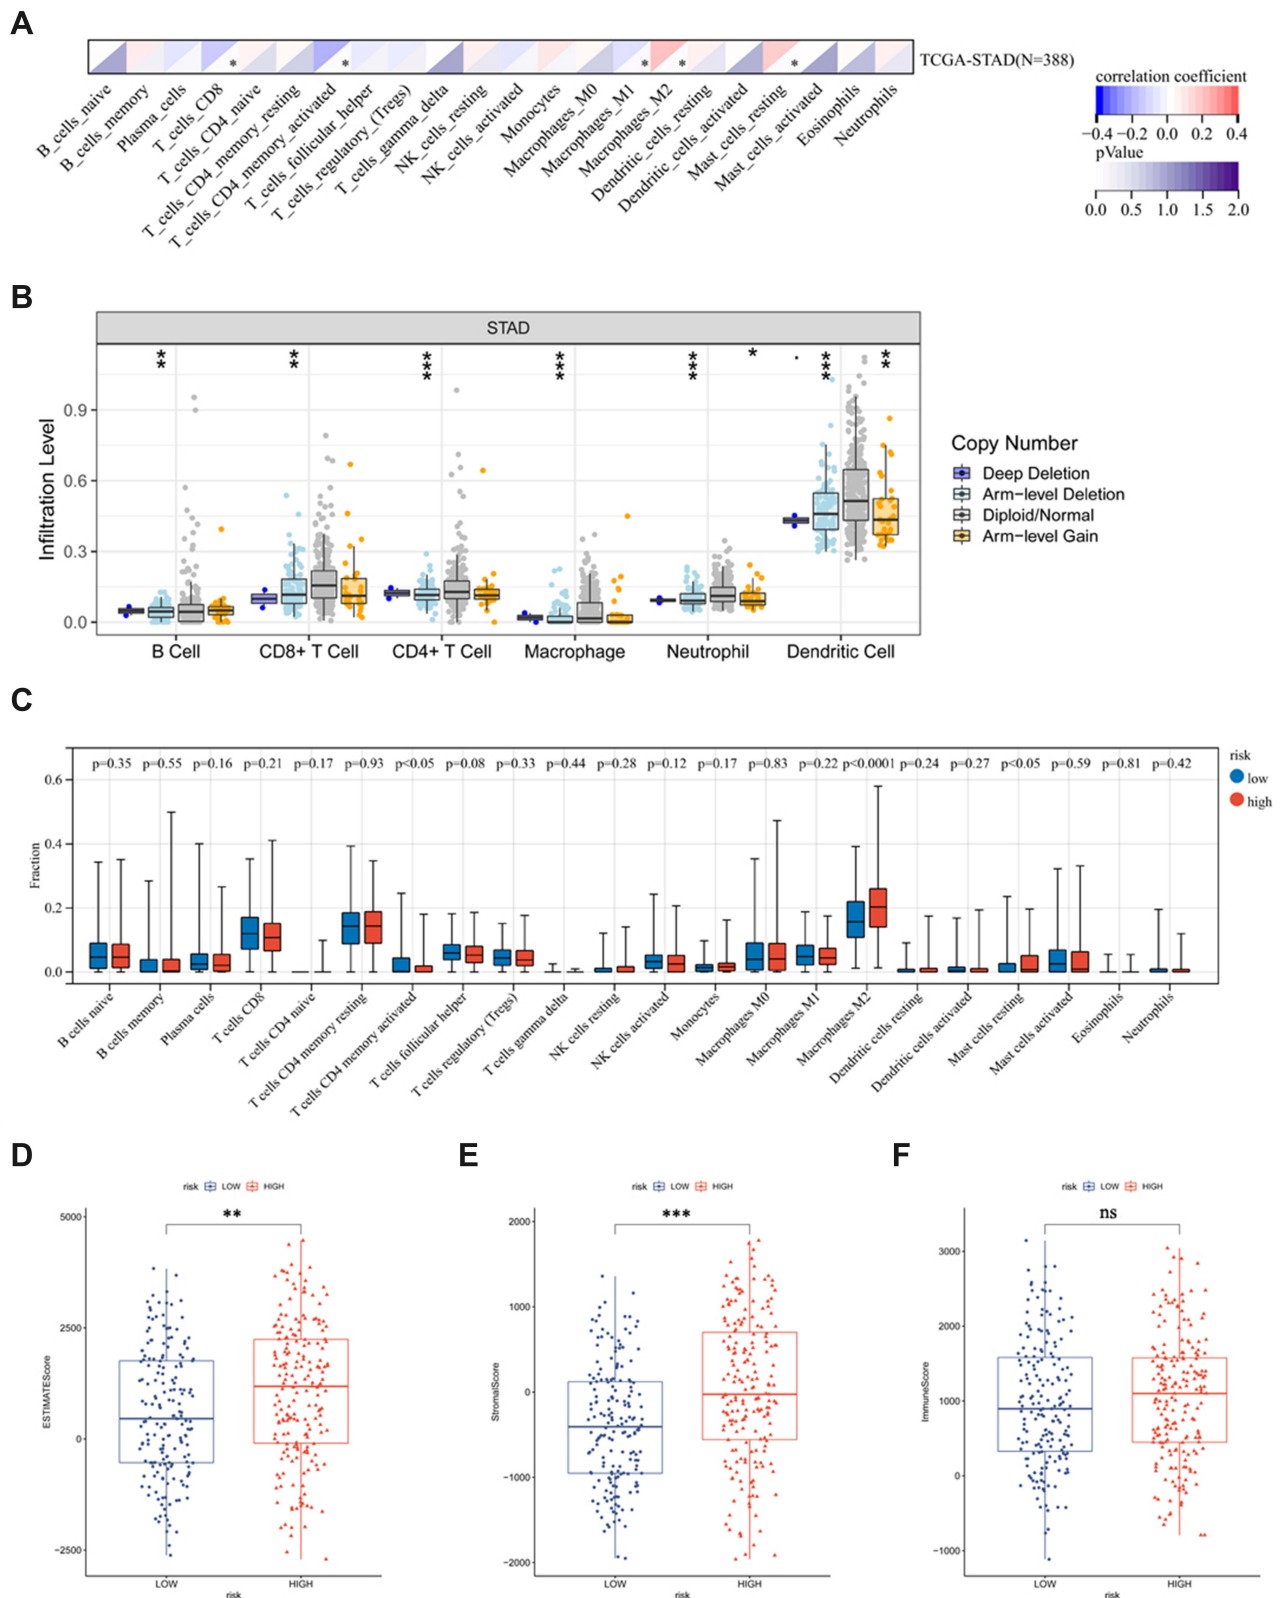 A
TCGA-STAD(N=388)
* * * * *
B_cells_naive
B_cells_memory
Plasma_cells
T_cells_CD8
T_cells_CD4_naive
T_cells_CD4_memory_resting
T_cells_CD4_memory_activated
T_cells_follicular_helper
T_cells_regulatory_(Tregs)
T_cells_gamma_delta
NK_cells_resting
NK_cells_activated
Monocytes
Macrophages_M0
Macrophages_M1
Macrophages_M2
Dendritic_cells_resting
Dendritic_cells_activated
Mast_cells_resting
Mast_cells_activated
Eosinophils
Neutrophils
correlation coefficient
−0.4 −0.2 0.0 0.2 0.4
pValue
0.0 0.5 1.0 1.5 2.0
B
STAD
** ** *** *** *** * . *** **
Infiltration Level
0.9
0.6
0.3
0.0
B Cell CD8+ T Cell CD4+ T Cell Macrophage Neutrophil Dendritic Cell
Copy Number
Deep Deletion
Arm−level Deletion
Diploid/Normal
Arm−level Gain
C
p=0.35 p=0.55 p=0.16 p=0.21 p=0.17 p=0.93 p<0.05 p=0.08 p=0.33 p=0.44 p=0.28 p=0.12 p=0.17 p=0.83 p=0.22 p<0.0001 p=0.24 p=0.27 p<0.05 p=0.59 p=0.81 p=0.42
risk
low
high
Fraction
0.6
0.4
0.2
0.0
B cells naive
B cells memory
Plasma cells
T cells CD8
T cells CD4 naive
T cells CD4 memory resting
T cells CD4 memory activated
T cells follicular helper
T cells regulatory (Tregs)
T cells gamma delta
NK cells resting
NK cells activated
Monocytes
Macrophages M0
Macrophages M1
Macrophages M2
Dendritic cells resting
Dendritic cells activated
Mast cells resting
Mast cells activated
Eosinophils
Neutrophils
D
risk LOW HIGH
**
ESTIMATEScore
5000
2500
0
−2500
LOW HIGH
risk
E
risk LOW HIGH
***
StromalScore
2000
1000
0
−1000
−2000
LOW HIGH
risk
F
risk LOW HIGH
ns
ImmuneScore
3000
2000
1000
0
−1000
LOW HIGH
risk